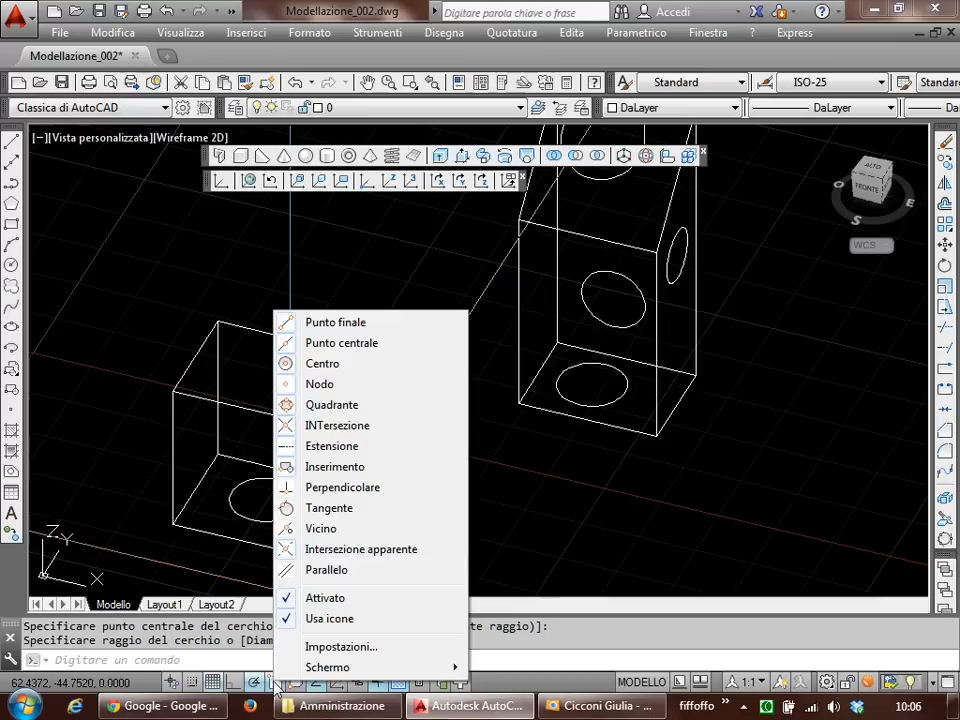 Modellazione_002.dwg
Digitare parola chiave o frase
Accedi
File Modifica Visualizza Inserisci Formato Strumenti Disegna Quotatura Edita Parametrico Finestra ? Express
Modellazione_002*
Standard ISO-25 Standard
Classica di AutoCAD 0 DaLayer DaLayer
[−][Vista personalizzata][Wireframe 2D]
ALTO
FRONTE
O E
S
WCS
Punto finale
Punto centrale
Centro
Nodo
Quadrante
INTersezione
Estensione
Inserimento
Perpendicolare
Tangente
Vicino
Intersezione apparente
Parallelo
Attivato
Usa icone
Impostazioni...
Schermo
Z
Y
X
Modello Layout1 Layout2
Specificare punto centrale del cerchio te raggio)]:
Specificare raggio del cerchio o [Diam
Digitare un comando
62.4372, -44.7520, 0.0000 MODELLO 1:1
Google - Google ... Amministrazione Autodesk AutoC... Cicconi Giulia - ... fiffoffo 10:06